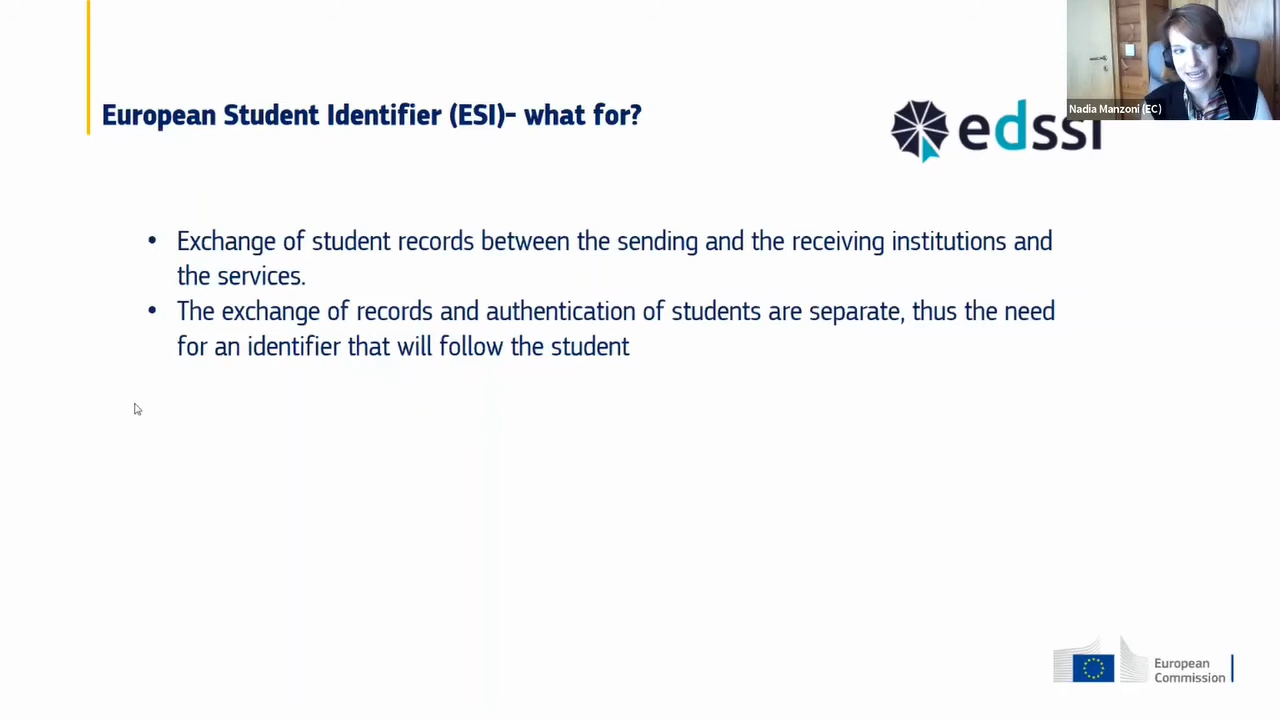 Nadia Manzoni (EC)
European Student Identifier (ESI)- what for?
edssi
• Exchange of student records between the sending and the receiving institutions and
the services.
• The exchange of records and authentication of students are separate, thus the need
for an identifier that will follow the student
European
Commission